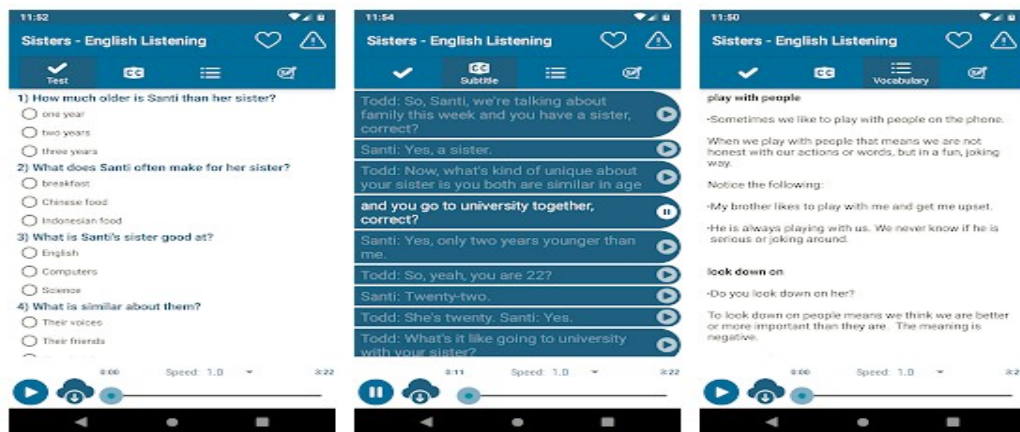 11:52
Sisters - English Listening
Test
CC
1) How much older is Santi than her sister?
one year
two years
three years
2) What does Santi often make for her sister?
breakfast
Chinese food
Indonesian food
3) What is Santi's sister good at?
English
Computers
Science
4) What is similar about them?
Their voices
Their friends
0:00
Speed: 1.0
3:22
11:54
Sisters - English Listening
CC
Subtitle
Todd: So, Santi, we're talking about
family this week and you have a sister,
correct?
Santi: Yes, a sister.
Todd: Now, what's kind of unique about
your sister is you both are similar in age
and you go to university together,
correct?
Santi: Yes, only two years younger than
me.
Todd: So, yeah, you are 22?
Santi: Twenty-two.
Todd: She's twenty. Santi: Yes.
Todd: What's it like going to university
with your sister?
0:11
Speed: 1.0
3:22
11:50
Sisters - English Listening
CC
Vocabulary
play with people
•Sometimes we like to play with people on the phone.
When we play with people that means we are not
honest with our actions or words, but in a fun, joking
way.
Notice the following:
•My brother likes to play with me and get me upset.
•He is always playing with us. We never know if he is
serious or joking around.
look down on
•Do you look down on her?
To look down on people means we think we are better
or more important than they are. The meaning is
negative.
0:00
Speed: 1.0
3:22